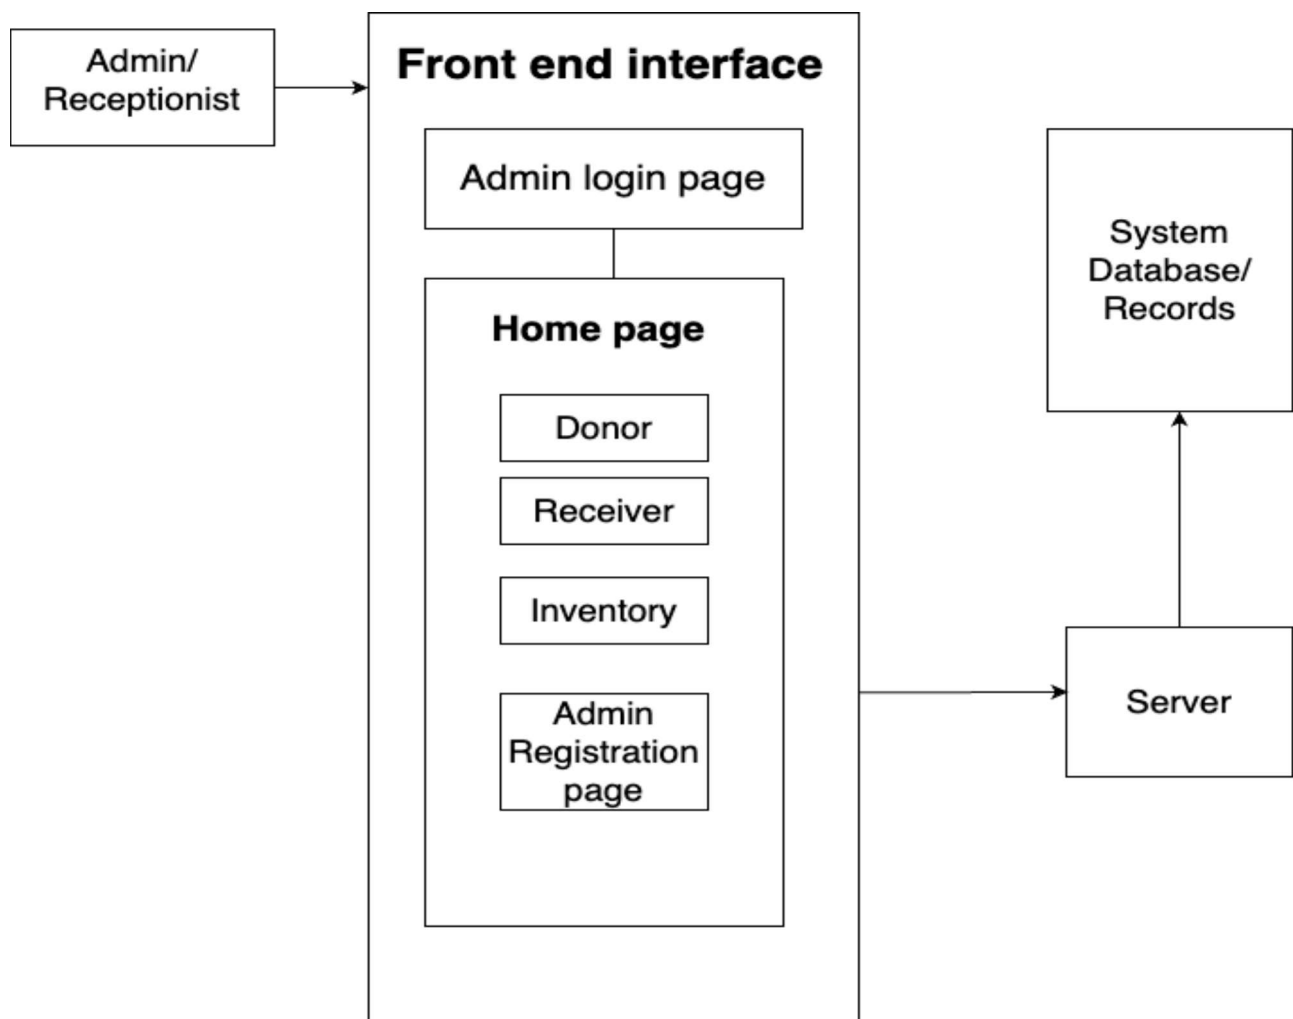 Admin/
Receptionist
Front end interface
Admin login page
Home page
Donor
Receiver
Inventory
Admin
Registration
page
System
Database/
Records
Server